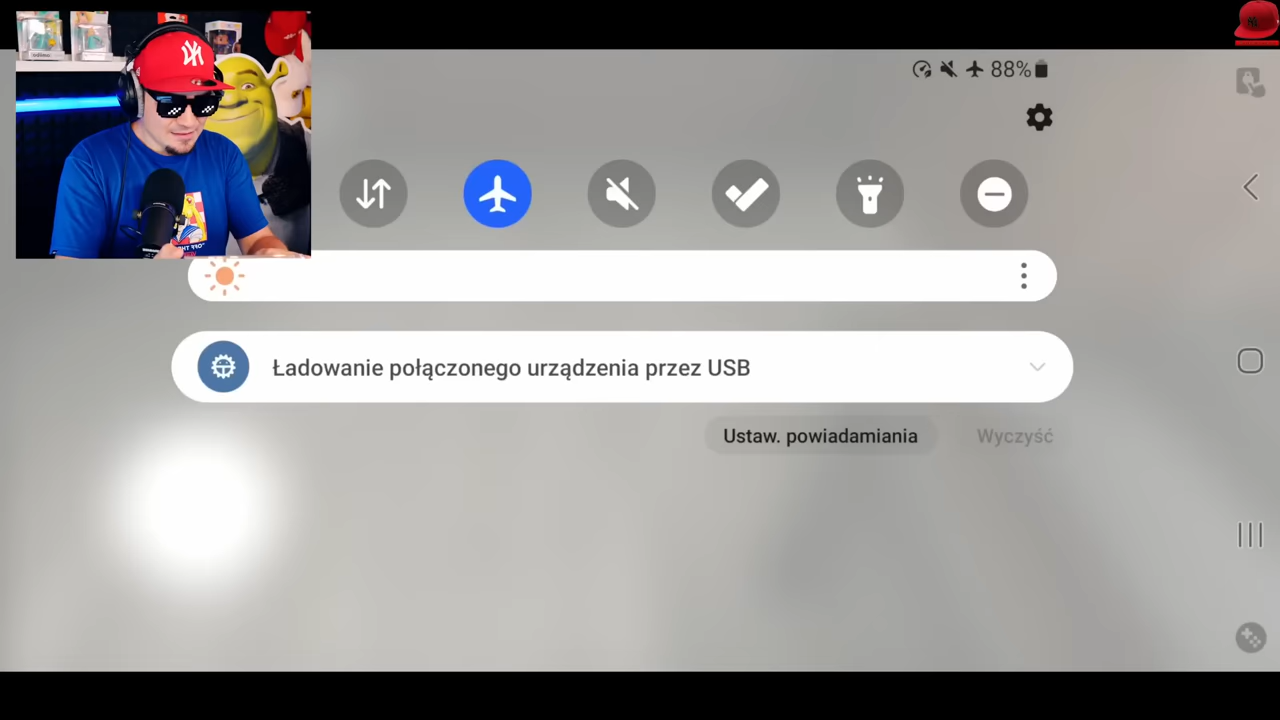 88%
Ładowanie połączonego urządzenia przez USB
Ustaw. powiadamiania
Wyczyść